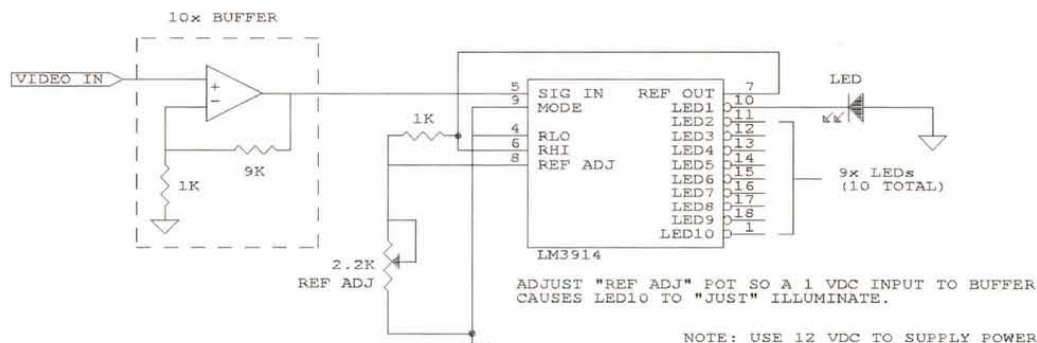 10x BUFFER
VIDEO IN
+
-
1K
9K
1K
2.2K
REF ADJ
5 SIG IN
9 MODE
4 RLO
6 RHI
8 REF ADJ
REF OUT 7
LED1 10
LED2 11
LED3 12
LED4 13
LED5 14
LED6 15
LED7 16
LED8 17
LED9 18
LED10 1
LM3914
LED
9x LEDs
(10 TOTAL)
ADJUST "REF ADJ" POT SO A 1 VDC INPUT TO BUFFER
CAUSES LED10 TO "JUST" ILLUMINATE.
NOTE: USE 12 VDC TO SUPPLY POWER